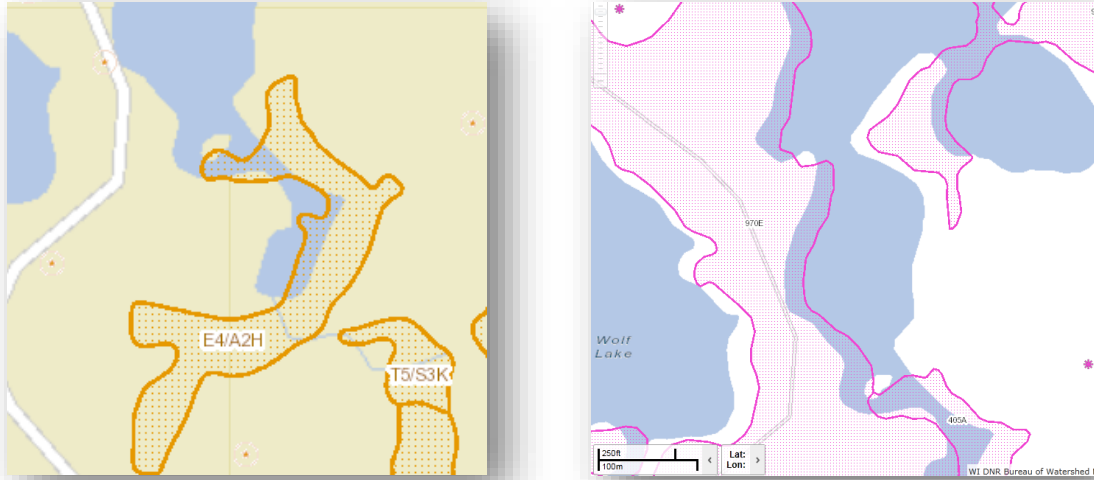 E4/A2H
T5/S3K
970E
Wolf
Lake
405A
250ft
100m
Lat:
Lon:
WI DNR Bureau of Watershed